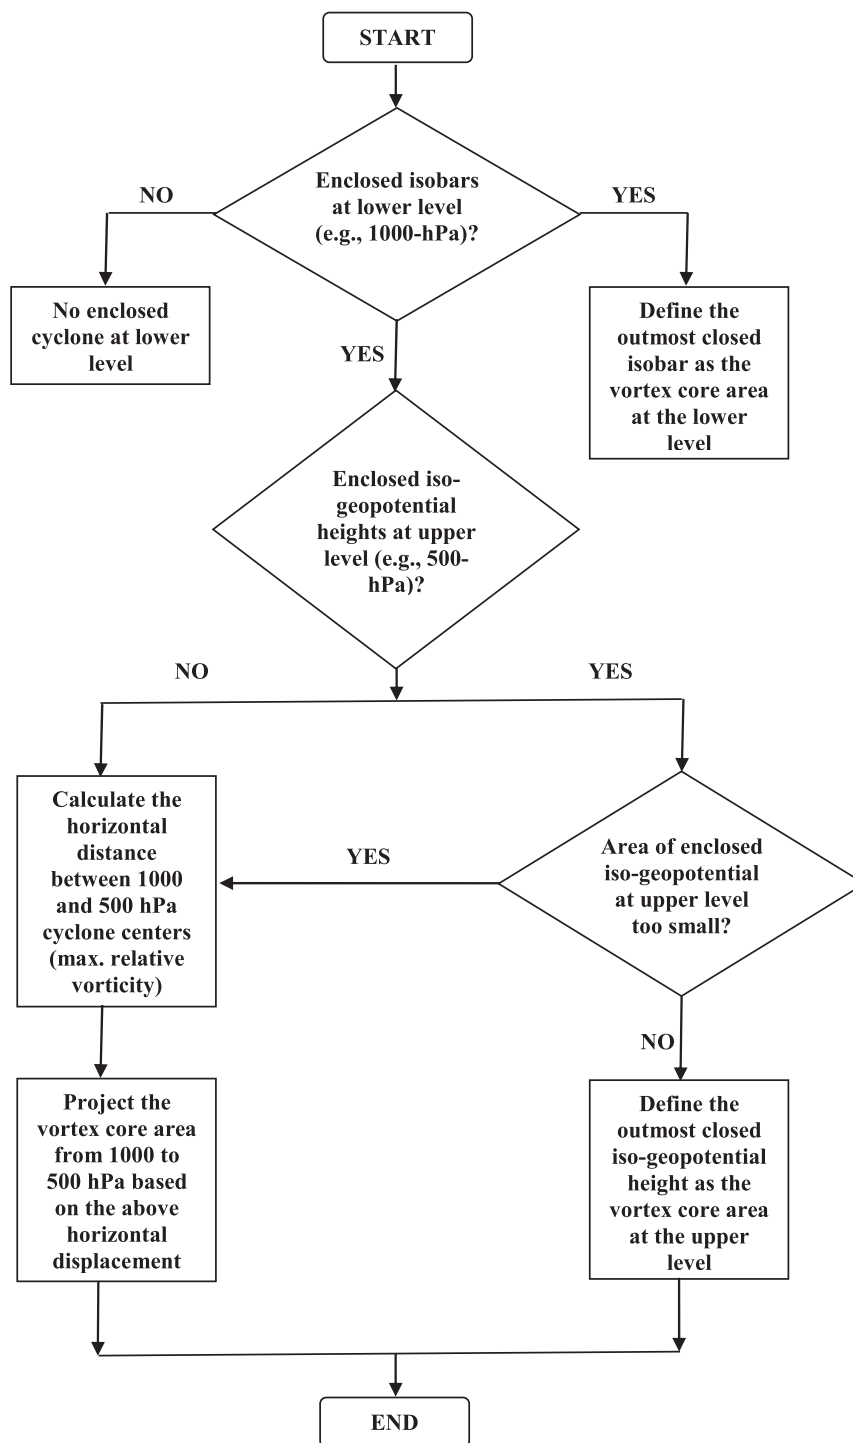 START
Enclosed isobars
at lower level
(e.g., 1000-hPa)?
NO
YES
No enclosed
cyclone at lower
level
Define the
outmost closed
isobar as the
vortex core area
at the lower
level
YES
Enclosed iso-
geopotential
heights at upper
level (e.g., 500-
hPa)?
NO
YES
Calculate the
horizontal
distance
between 1000
and 500 hPa
cyclone centers
(max. relative
vorticity)
YES
Area of enclosed
iso-geopotential
at upper level
too small?
NO
Project the
vortex core area
from 1000 to
500 hPa based
on the above
horizontal
displacement
Define the
outmost closed
iso-geopotential
height as the
vortex core area
at the upper
level
END